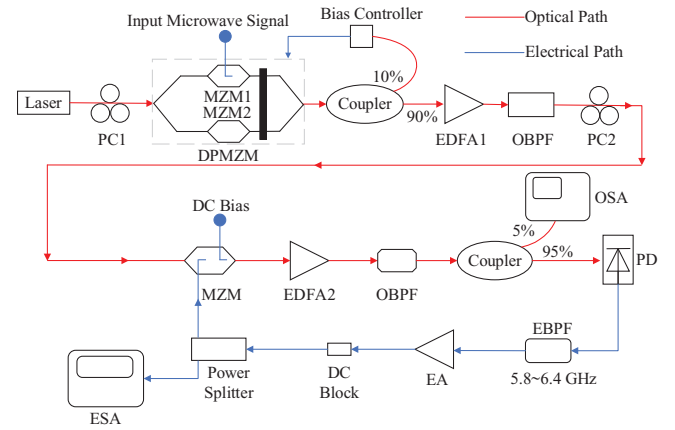 Input Microwave Signal
Bias Controller
Optical Path
Electrical Path
Laser
PC1
MZM1
MZM2
DPMZM
10%
Coupler
90%
EDFA1
OBPF
PC2
DC Bias
MZM
EDFA2
OBPF
Coupler
5%
95%
OSA
PD
ESA
Power
Splitter
DC
Block
EA
EBPF
5.8~6.4 GHz